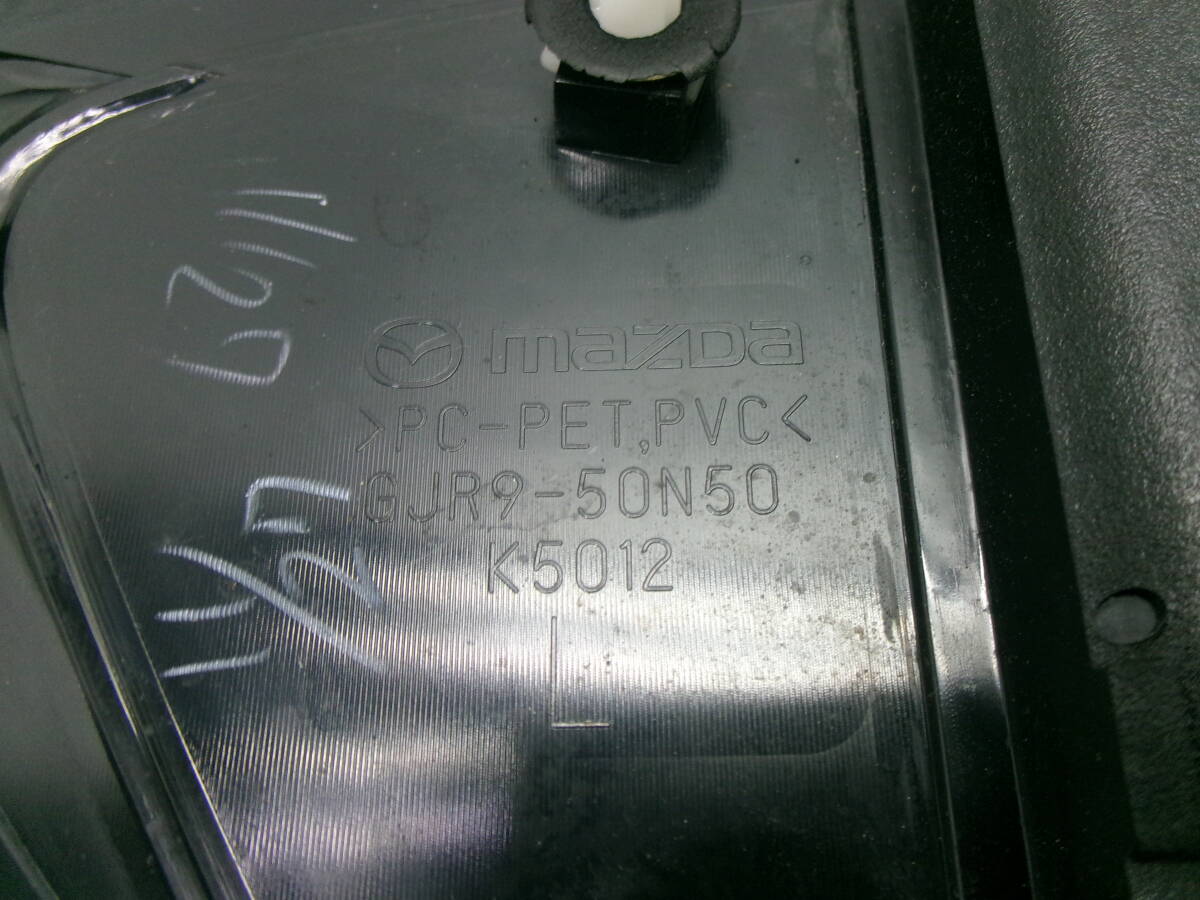 mazda
>PC-PET,PVC<
GJR9-50N50
K5012
L